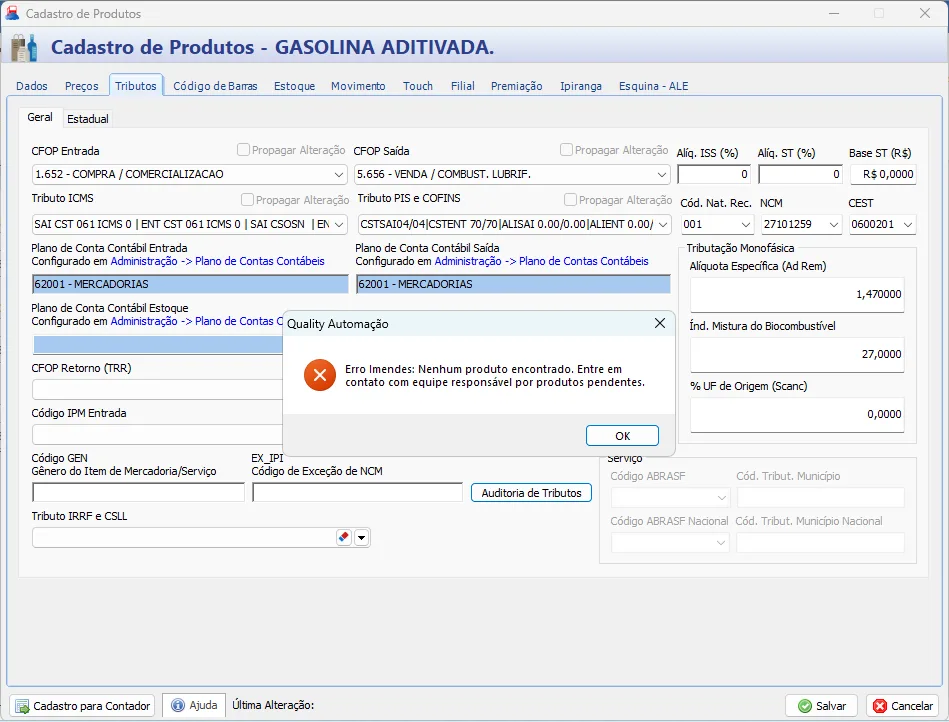 Cadastro de Produtos
Cadastro de Produtos - GASOLINA ADITIVADA.
Dados Preços Tributos Código de Barras Estoque Movimento Touch Filial Premiação Ipiranga Esquina - ALE
Geral Estadual
CFOP Entrada Propagar Alteração CFOP Saída Propagar Alteração Alíq. ISS (%) Alíq. ST (%) Base ST (R$)
1.652 - COMPRA / COMERCIALIZACAO 5.656 - VENDA / COMBUST. LUBRIF. 0 0 R$ 0,0000
Tributo ICMS Propagar Alteração Tributo PIS e COFINS Propagar Alteração Cód. Nat. Rec. NCM CEST
SAI CST 061 ICMS 0 | ENT CST 061 ICMS 0 | SAI CSOSN | EN CSTSAI04/04|CSTENT 70/70|ALISAI 0.00/0.00|ALIENT 0.00/ 001 27101259 0600201
Plano de Conta Contábil Entrada Plano de Conta Contábil Saída Tributação Monofásica
Configurado em Administração -> Plano de Contas Contábeis Configurado em Administração -> Plano de Contas Contábeis Alíquota Específica (Ad Rem)
62001 - MERCADORIAS 62001 - MERCADORIAS 1,470000
Plano de Conta Contábil Estoque
Configurado em Administração -> Plano de Contas C
Índ. Mistura do Biocombustível
27,0000
CFOP Retorno (TRR)
% UF de Origem (Scanc)
0,0000
Código IPM Entrada
Quality Automação
Erro Imendes: Nenhum produto encontrado. Entre em
contato com equipe responsável por produtos pendentes.
OK
Código GEN EX_IPI Serviço
Gênero do Item de Mercadoria/Serviço Código de Exceção de NCM Código ABRASF Cód. Tribut. Município
Auditoria de Tributos
Tributo IRRF e CSLL Código ABRASF Nacional Cód. Tribut. Município Nacional
Cadastro para Contador Ajuda Última Alteração: Salvar Cancelar